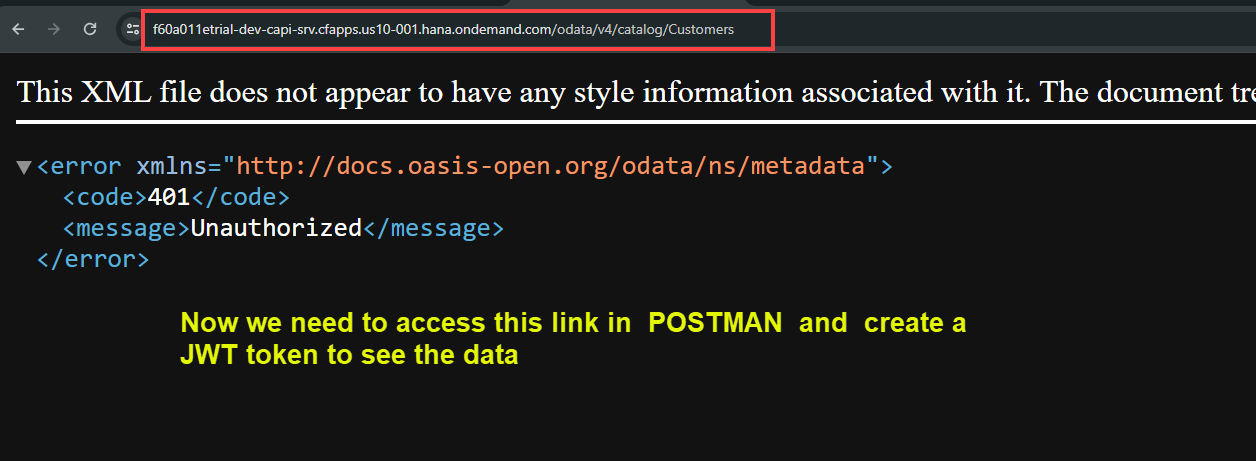 f60a011etrial-dev-capi-srv.cfapps.us10-001.hana.ondemand.com/odata/v4/catalog/Customers
This XML file does not appear to have any style information associated with it. The document tre
<error xmlns="http://docs.oasis-open.org/odata/ns/metadata">
<code>401</code>
<message>Unauthorized</message>
</error>
Now we need to access this link in POSTMAN and create a
JWT token to see the data